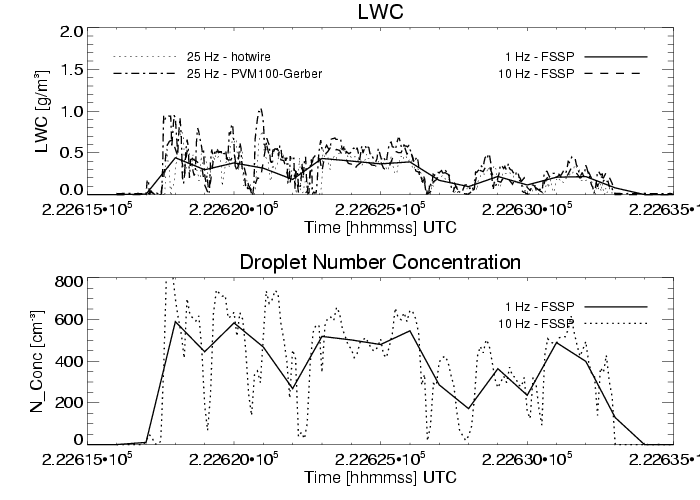 LWC
2.0
1.5
1.0
0.5
0.0
LWC [g/m³]
25 Hz - hotwire
25 Hz - PVM100-Gerber
1 Hz - FSSP
10 Hz - FSSP
2.22615•10⁵ 2.22620•10⁵ 2.22625•10⁵ 2.22630•10⁵ 2.22635•1
Time [hhmmss] UTC
Droplet Number Concentration
800
600
400
200
0
N_Conc [cm⁻³]
1 Hz - FSSP
10 Hz - FSSP
2.22615•10⁵ 2.22620•10⁵ 2.22625•10⁵ 2.22630•10⁵ 2.22635•1
Time [hhmmss] UTC